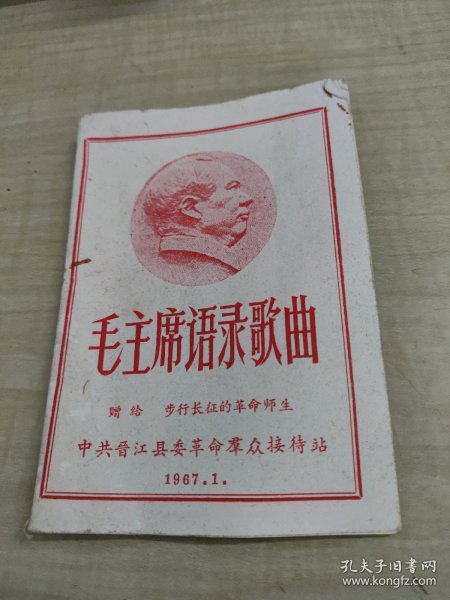 毛主席语录歌曲
赠给 步行长征的革命师生
中共晋江县委革命羣众接待站
1967.1.
孔夫子旧书网
www.kongfz.com